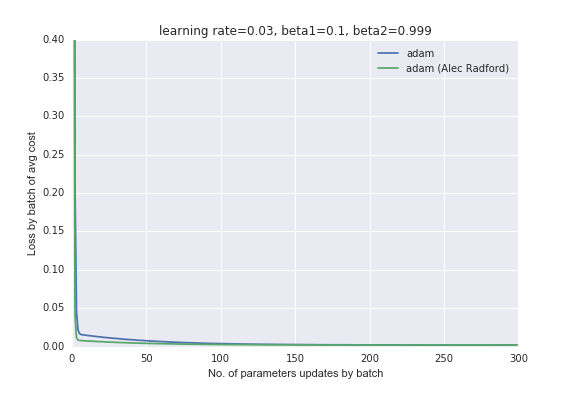 learning rate=0.03, beta1=0.1, beta2=0.999
adam
adam (Alec Radford)
Loss by batch of avg cost
0.40
0.35
0.30
0.25
0.20
0.15
0.10
0.05
0.00
0 50 100 150 200 250 300
No. of parameters updates by batch